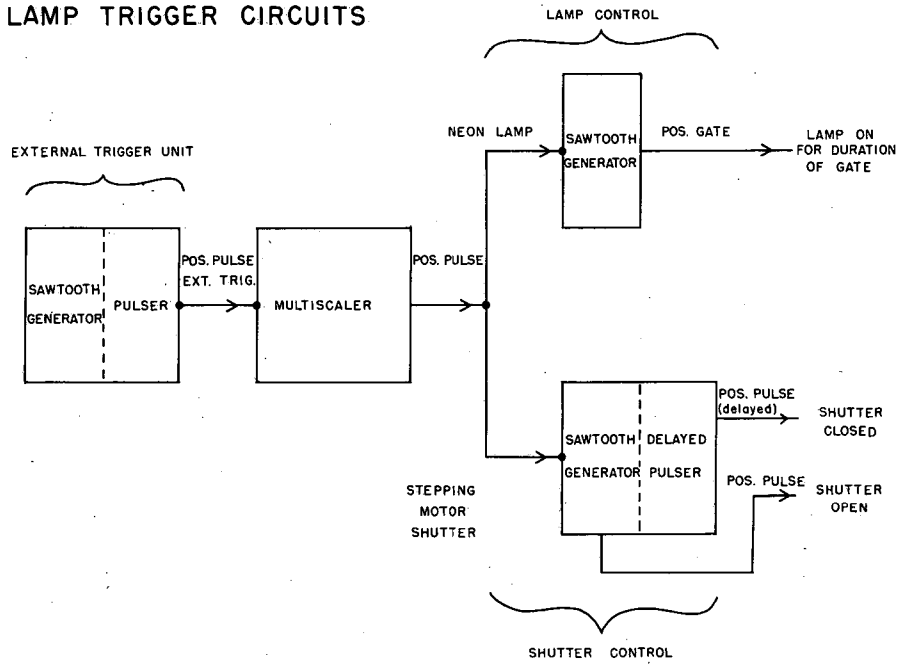 LAMP TRIGGER CIRCUITS
LAMP CONTROL
NEON LAMP
SAWTOOTH
GENERATOR
POS. GATE
LAMP ON
FOR DURATION
OF GATE
EXTERNAL TRIGGER UNIT
SAWTOOTH
GENERATOR
PULSER
POS. PULSE
EXT. TRIG.
MULTISCALER
POS. PULSE
STEPPING
MOTOR
SHUTTER
SAWTOOTH
GENERATOR
DELAYED
PULSER
POS. PULSE
(delayed)
SHUTTER
CLOSED
POS. PULSE
SHUTTER
OPEN
SHUTTER CONTROL